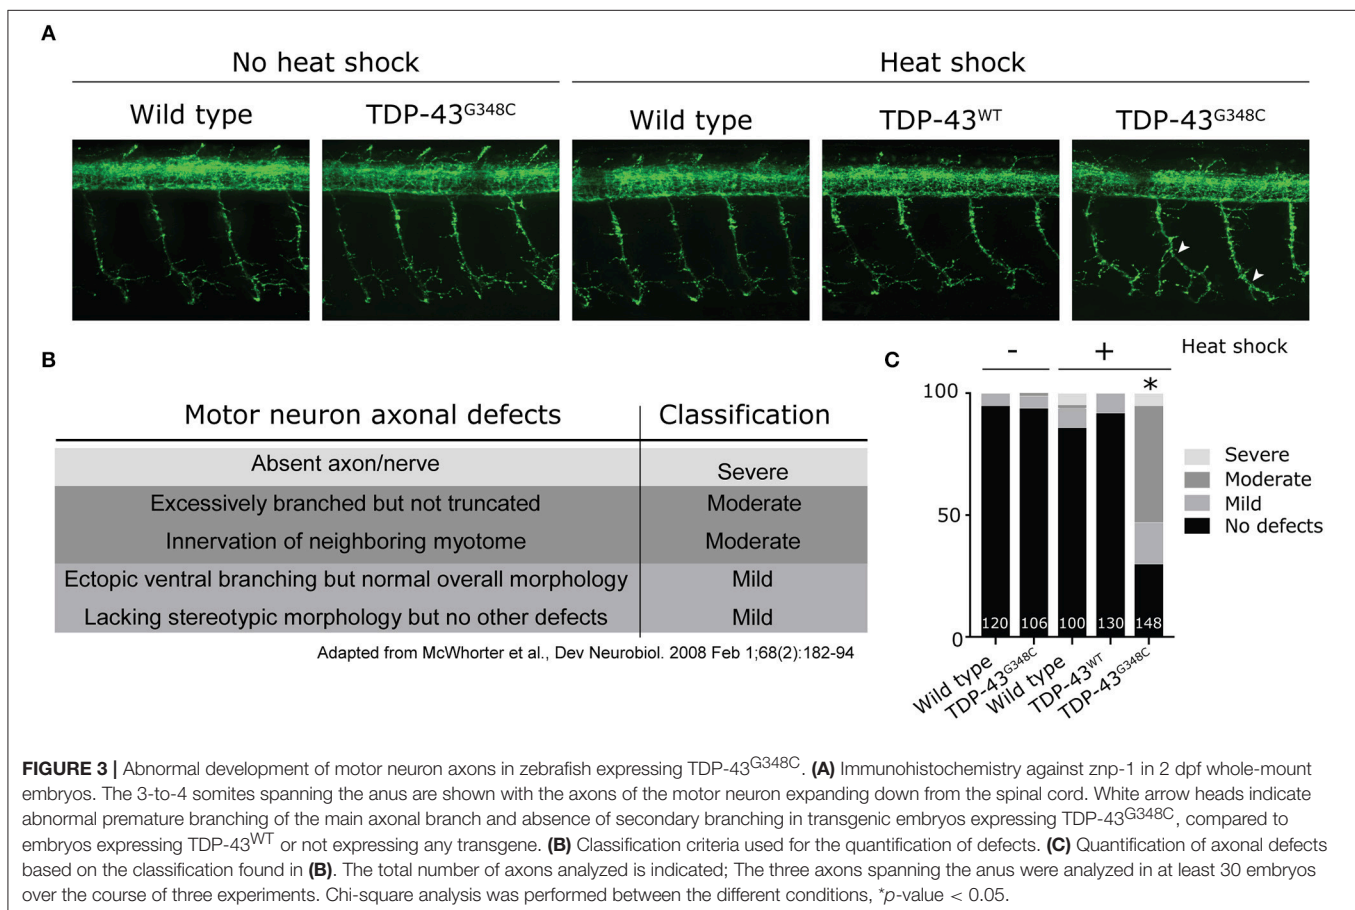 A
No heat shock
Heat shock
Wild type
TDP-43G348C
Wild type
TDP-43WT
TDP-43G348C
B
Motor neuron axonal defects
Classification
Absent axon/nerve
Severe
Excessively branched but not truncated
Moderate
Innervation of neighboring myotome
Moderate
Ectopic ventral branching but normal overall morphology
Mild
Lacking stereotypic morphology but no other defects
Mild
Adapted from McWhorter et al., Dev Neurobiol. 2008 Feb 1;68(2):182-94
C
-
+
Heat shock
*
100
50
0
120
106
100
130
148
Wild type
TDP-43G348C
Wild type
TDP-43WT
TDP-43G348C
Severe
Moderate
Mild
No defects
FIGURE 3 | Abnormal development of motor neuron axons in zebrafish expressing TDP-43G348C. (A) Immunohistochemistry against znp-1 in 2 dpf whole-mount
embryos. The 3-to-4 somites spanning the anus are shown with the axons of the motor neuron expanding down from the spinal cord. White arrow heads indicate
abnormal premature branching of the main axonal branch and absence of secondary branching in transgenic embryos expressing TDP-43G348C, compared to
embryos expressing TDP-43WT or not expressing any transgene. (B) Classification criteria used for the quantification of defects. (C) Quantification of axonal defects
based on the classification found in (B). The total number of axons analyzed is indicated; The three axons spanning the anus were analyzed in at least 30 embryos
over the course of three experiments. Chi-square analysis was performed between the different conditions, *p-value < 0.05.